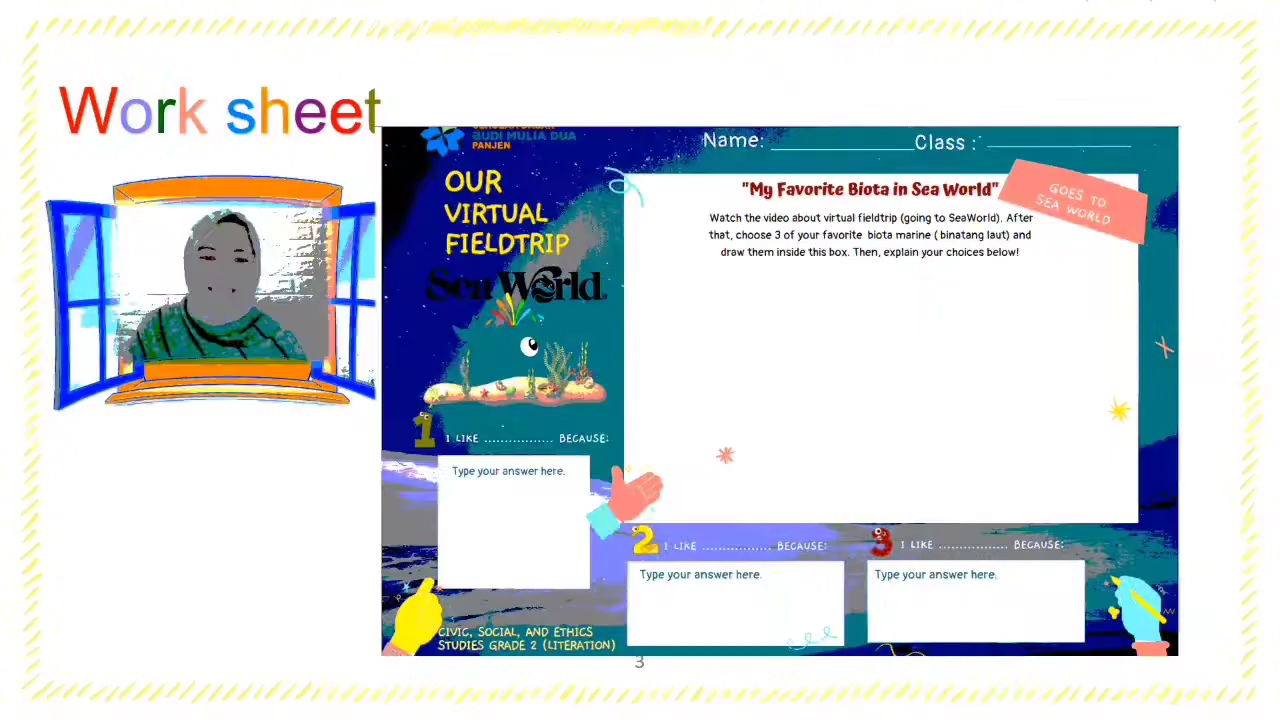 Work sheet
BUDI MULIA DUA
PANJEN
OUR
VIRTUAL
FIELDTRIP
SeaWorld
Name: _______________ Class : _______________
GOES TO
SEA WORLD
"My Favorite Biota in Sea World"
Watch the video about virtual fieldtrip (going to SeaWorld). After
that, choose 3 of your favorite biota marine ( binatang laut) and
draw them inside this box. Then, explain your choices below!
1 I LIKE ................. BECAUSE:
Type your answer here.
2 I LIKE ................. BECAUSE:
Type your answer here.
3 I LIKE ................. BECAUSE:
Type your answer here.
CIVIC, SOCIAL, AND ETHICS
STUDIES GRADE 2 (LITERATION)
3